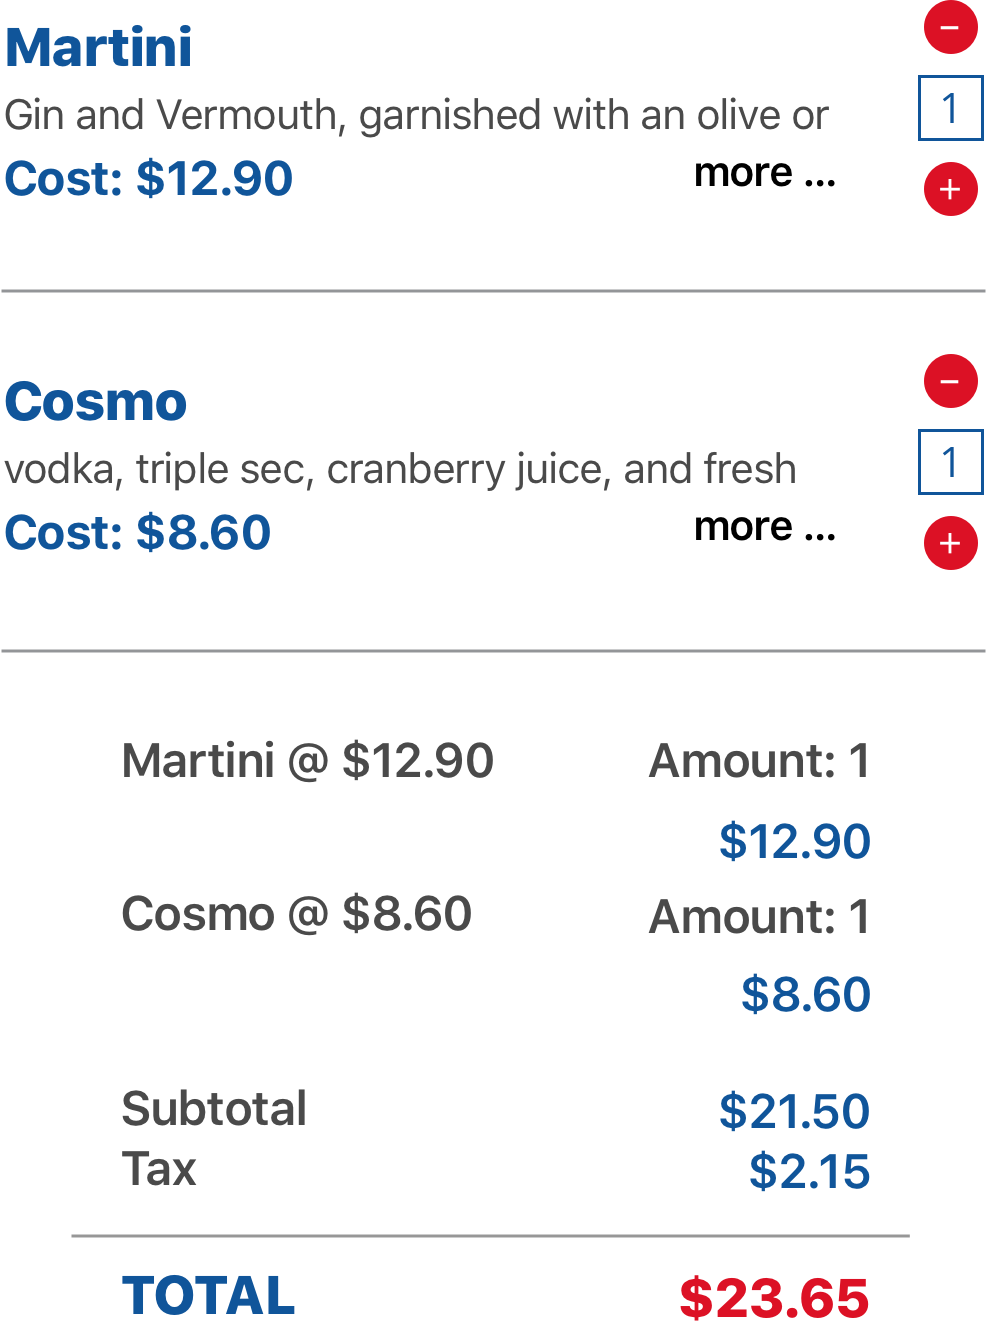 Martini
−
Gin and Vermouth, garnished with an olive or
1
Cost: $12.90
more ...
+
Cosmo
−
vodka, triple sec, cranberry juice, and fresh
1
Cost: $8.60
more ...
+
Martini @ $12.90 Amount: 1
$12.90
Cosmo @ $8.60 Amount: 1
$8.60
Subtotal $21.50
Tax $2.15
TOTAL $23.65